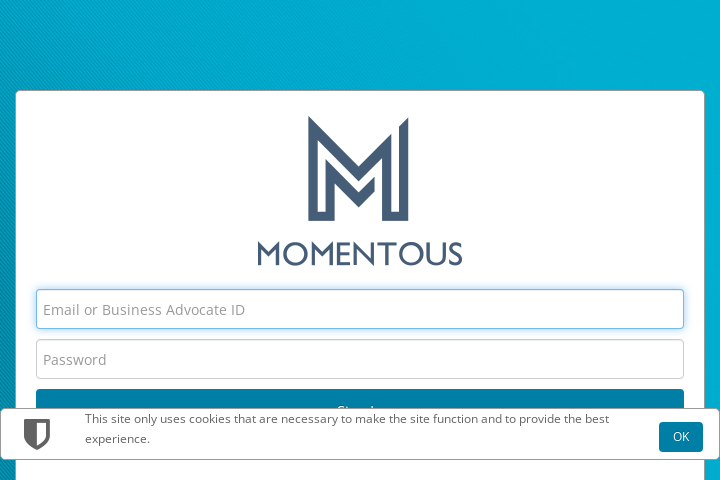 MOMENTOUS
Email or Business Advocate ID
Password
This site only uses cookies that are necessary to make the site function and to provide the best
experience.
OK